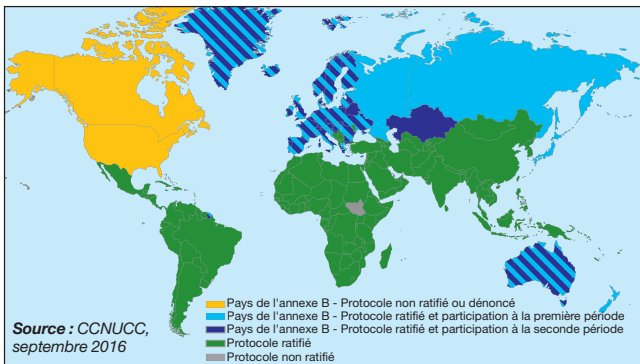 Pays de l'annexe B - Protocole non ratifié ou dénoncé
Pays de l'annexe B - Protocole ratifié et participation à la première période
Pays de l'annexe B - Protocole ratifié et participation à la seconde période
Protocole ratifié
Protocole non ratifié
Source : CCNUCC,
septembre 2016